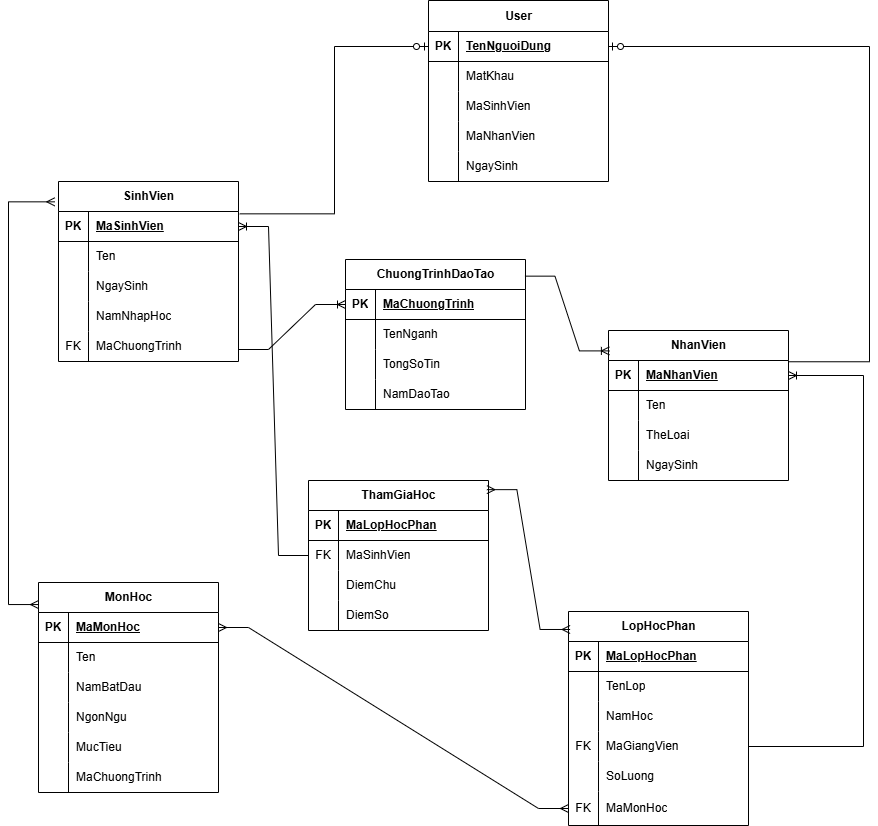 User
PK TenNguoiDung
MatKhau
MaSinhVien
MaNhanVien
NgaySinh
SinhVien
PK MaSinhVien
Ten
NgaySinh
NamNhapHoc
FK MaChuongTrinh
ChuongTrinhDaoTao
PK MaChuongTrinh
TenNganh
TongSoTin
NamDaoTao
NhanVien
PK MaNhanVien
Ten
TheLoai
NgaySinh
ThamGiaHoc
PK MaLopHocPhan
FK MaSinhVien
DiemChu
DiemSo
MonHoc
PK MaMonHoc
Ten
NamBatDau
NgonNgu
MucTieu
MaChuongTrinh
LopHocPhan
PK MaLopHocPhan
TenLop
NamHoc
FK MaGiangVien
SoLuong
FK MaMonHoc